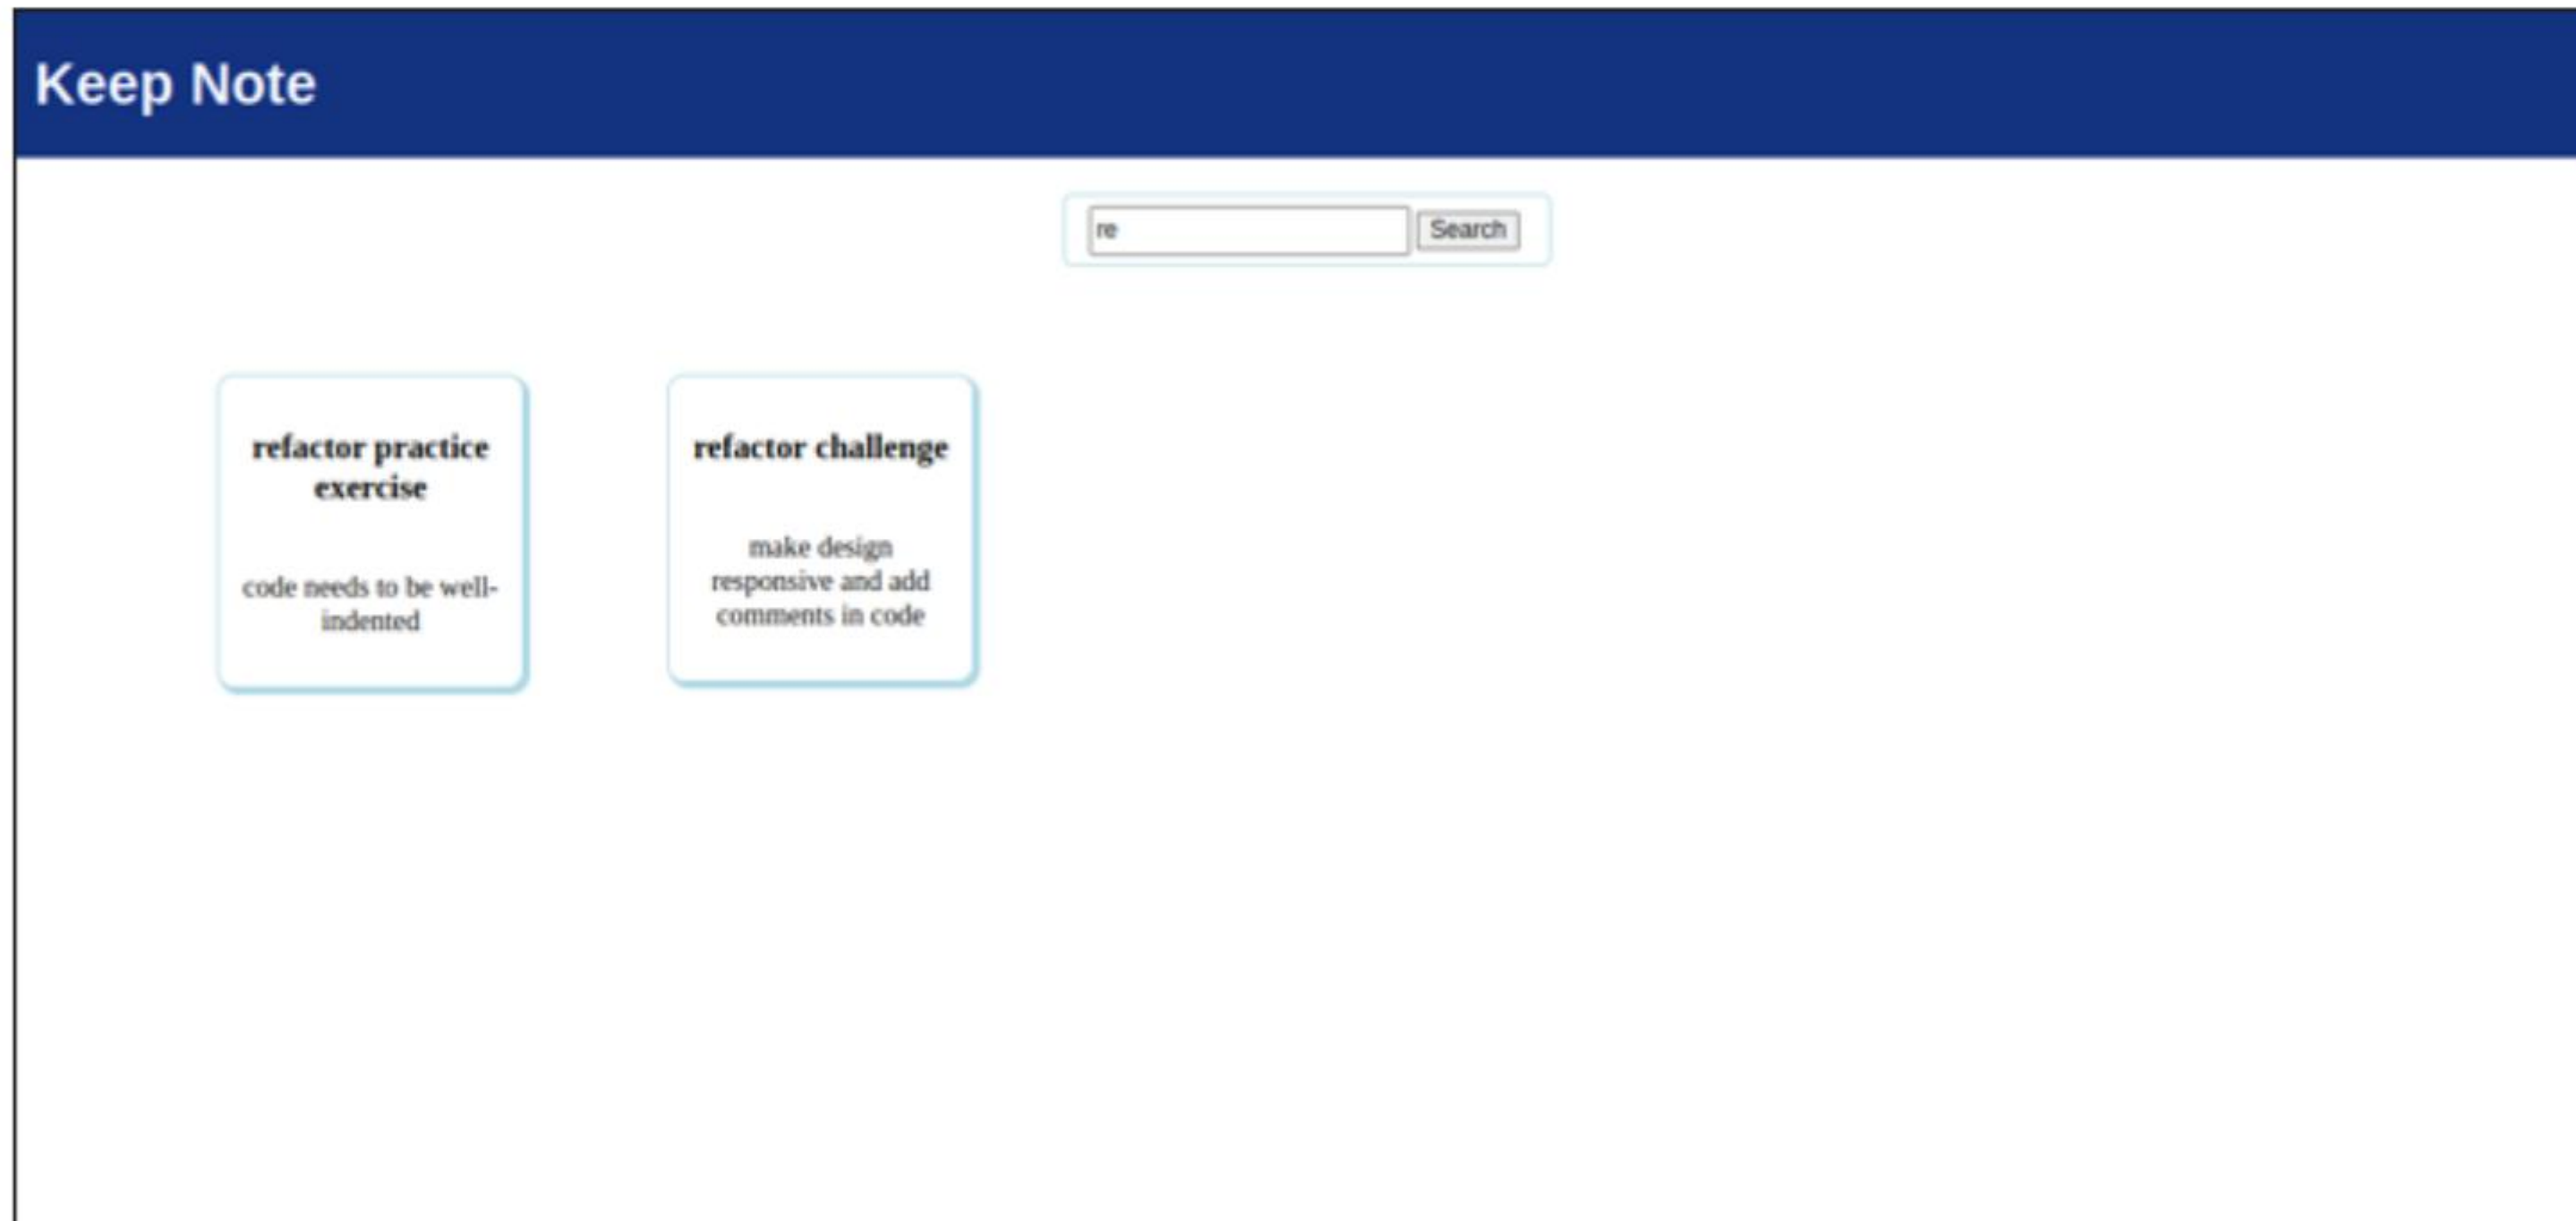 Keep Note
re
Search
refactor practice
exercise
code needs to be well-
indented
refactor challenge
make design
responsive and add
comments in code